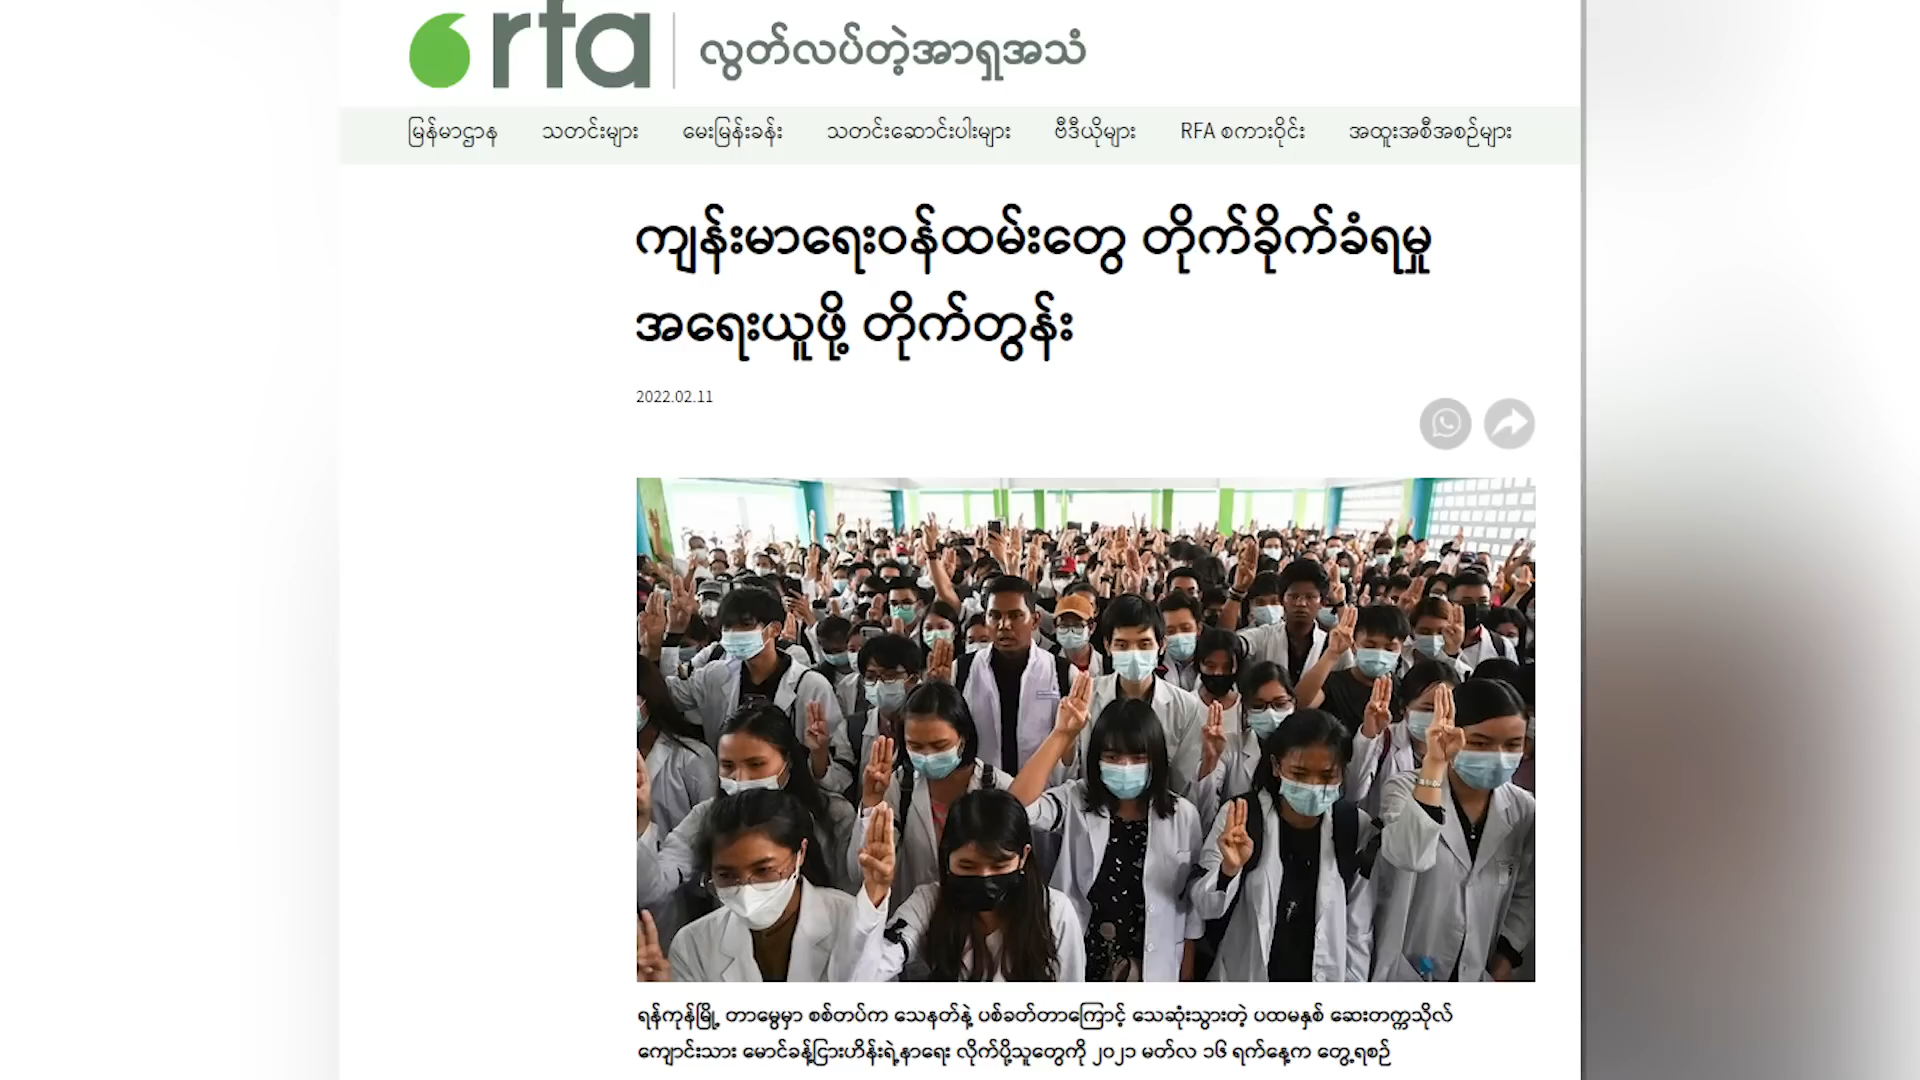 rfa လွတ်လပ်တဲ့အာရှအသံ
မြန်မာဌာန သတင်းများ မေးမြန်းခန်း သတင်းဆောင်းပါးများ ဗီဒီယိုများ RFA စကားဝိုင်း အထူးအစီအစဉ်များ
ကျန်းမာရေးဝန်ထမ်းတွေ တိုက်ခိုက်ခံရမှု
အရေးယူဖို့ တိုက်တွန်း
2022.02.11
ရန်ကုန်မြို့ တာမွေမှာ စစ်တပ်က သေနတ်နဲ့ ပစ်ခတ်တာကြောင့် သေဆုံးသွားတဲ့ ပထမနှစ် ဆေးတက္ကသိုလ်
ကျောင်းသား မောင်ခန့်ငြားဟိန်းရဲ့နာရေး လိုက်ပို့သူတွေကို ၂၀၂၁ မတ်လ ၁၆ ရက်နေ့က တွေ့ရစဉ်